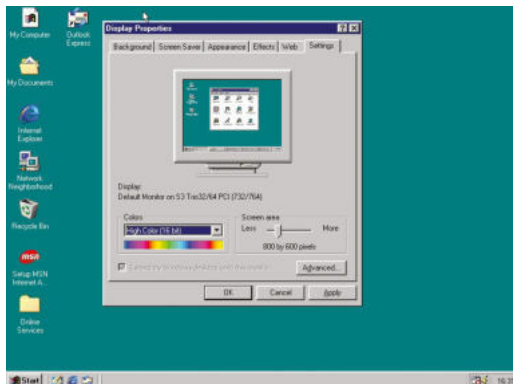 My Computer
Outlook
Express
My Documents
Internet
Explorer
Network
Neighborhood
Recycle Bin
msn
Setup MSN
Internet A...
Online
Services
Display Properties
Background
Screen Saver
Appearance
Effects
Web
Settings
Display:
Default Monitor on S3 Trio32/64 PCI (732/764)
Colors
High Color (16 bit)
Screen area
Less
More
800 by 600 pixels
Advanced...
OK
Cancel
Apply
Start